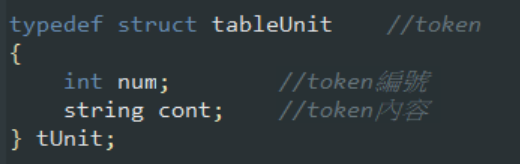 typedef struct tableUnit    //token
{
    int num;         //token編號
    string cont;     //token內容
} tUnit;